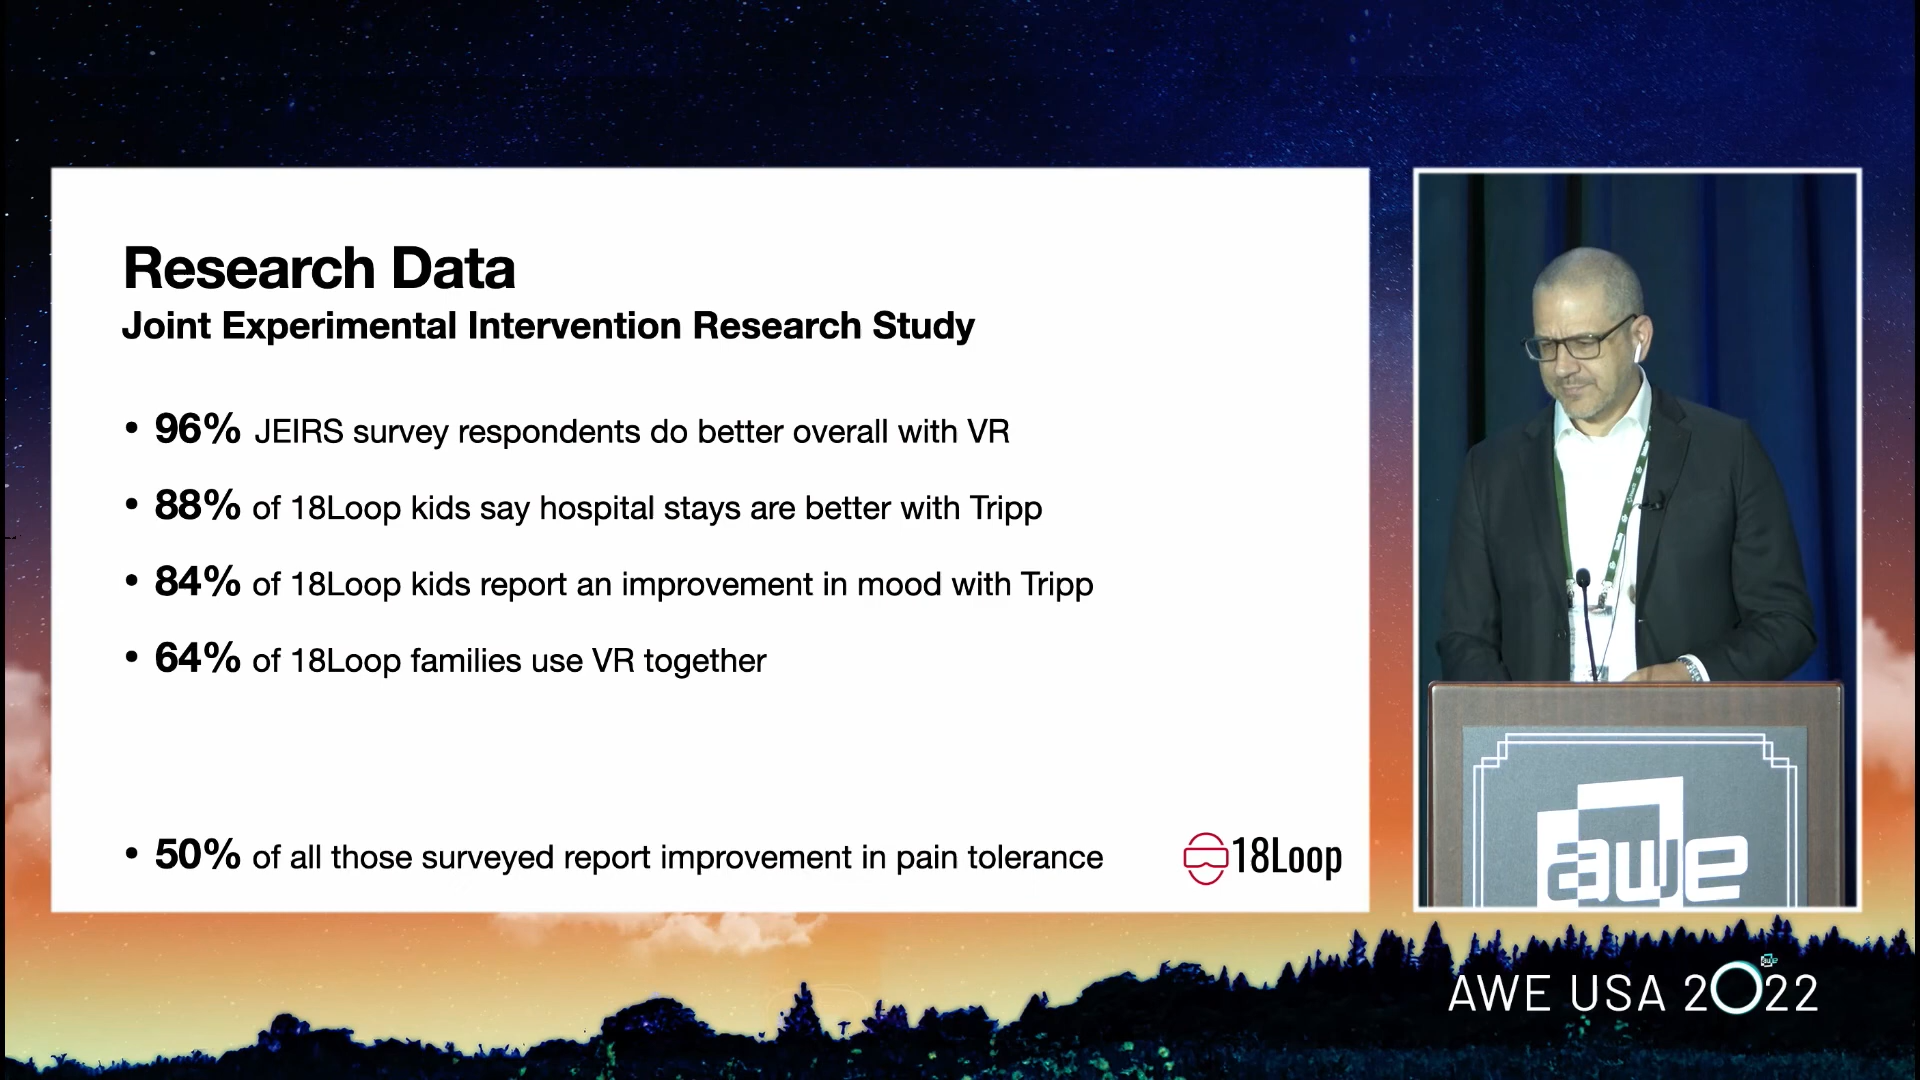 Research Data
Joint Experimental Intervention Research Study
• 96% JEIRS survey respondents do better overall with VR
• 88% of 18Loop kids say hospital stays are better with Tripp
• 84% of 18Loop kids report an improvement in mood with Tripp
• 64% of 18Loop families use VR together
• 50% of all those surveyed report improvement in pain tolerance
18Loop
awe
AWE USA 2022